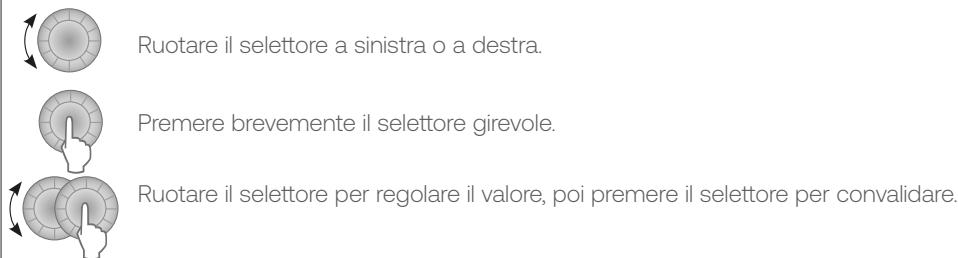 Ruotare il selettore a sinistra o a destra.
Premere brevemente il selettore girevole.
Ruotare il selettore per regolare il valore, poi premere il selettore per convalidare.